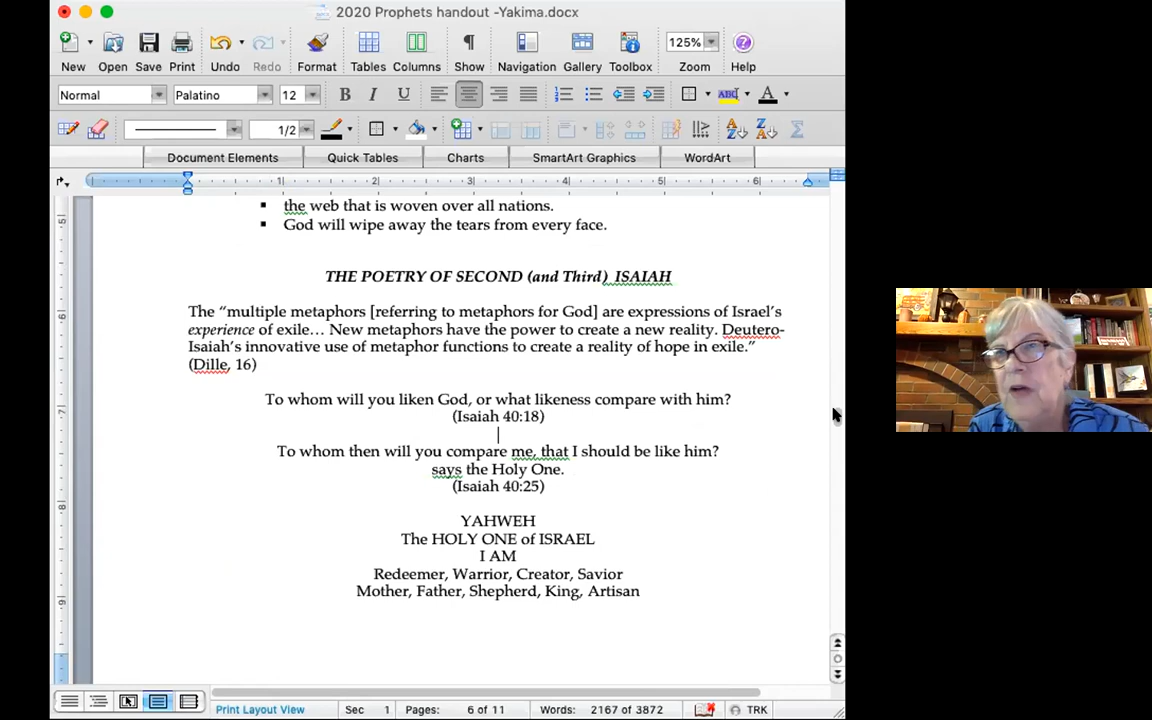 2020 Prophets handout -Yakima.docx
New Open Save Print Undo Redo Format Tables Columns Show Navigation Gallery Toolbox 125% Zoom Help
Normal Palatino 12 B I U ABC A
1/2
Document Elements Quick Tables Charts SmartArt Graphics WordArt
1 2 3 4 5 6
the web that is woven over all nations.
God will wipe away the tears from every face.
THE POETRY OF SECOND (and Third) ISAIAH
The “multiple metaphors [referring to metaphors for God] are expressions of Israel’s
experience of exile… New metaphors have the power to create a new reality. Deutero-
Isaiah’s innovative use of metaphor functions to create a reality of hope in exile.”
(Dille, 16)
To whom will you liken God, or what likeness compare with him?
(Isaiah 40:18)
To whom then will you compare me, that I should be like him?
says the Holy One.
(Isaiah 40:25)
YAHWEH
The HOLY ONE of ISRAEL
I AM
Redeemer, Warrior, Creator, Savior
Mother, Father, Shepherd, King, Artisan
Print Layout View Sec 1 Pages: 6 of 11 Words: 2167 of 3872 TRK